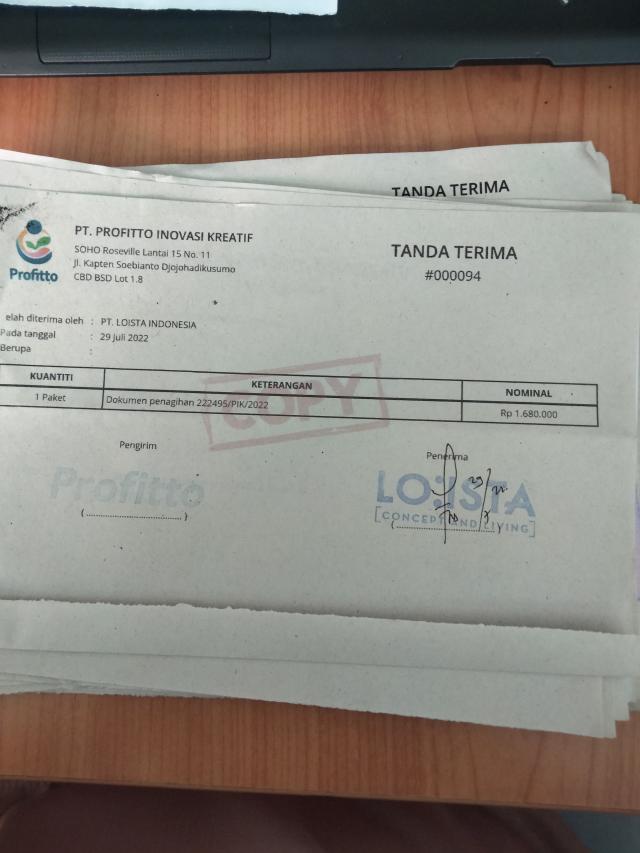 TANDA TERIMA
PT. PROFITTO INOVASI KREATIF
SOHO Roseville Lantai 15 No. 11
Jl. Kapten Soebianto Djojohadikusumo
CBD BSD Lot 1.8
Profitto
TANDA TERIMA
#000094
elah diterima oleh : PT. LOISTA INDONESIA
Pada tanggal : 29 Juli 2022
Berupa :
KUANTITI KETERANGAN NOMINAL
1 Paket Dokumen penagihan 222495/PIK/2022 Rp 1.680.000
COPY
Pengirim Penerima
Profitto
LO:ISTA
[CONCEPT AND LIVING]
(..............................)
(..............................)